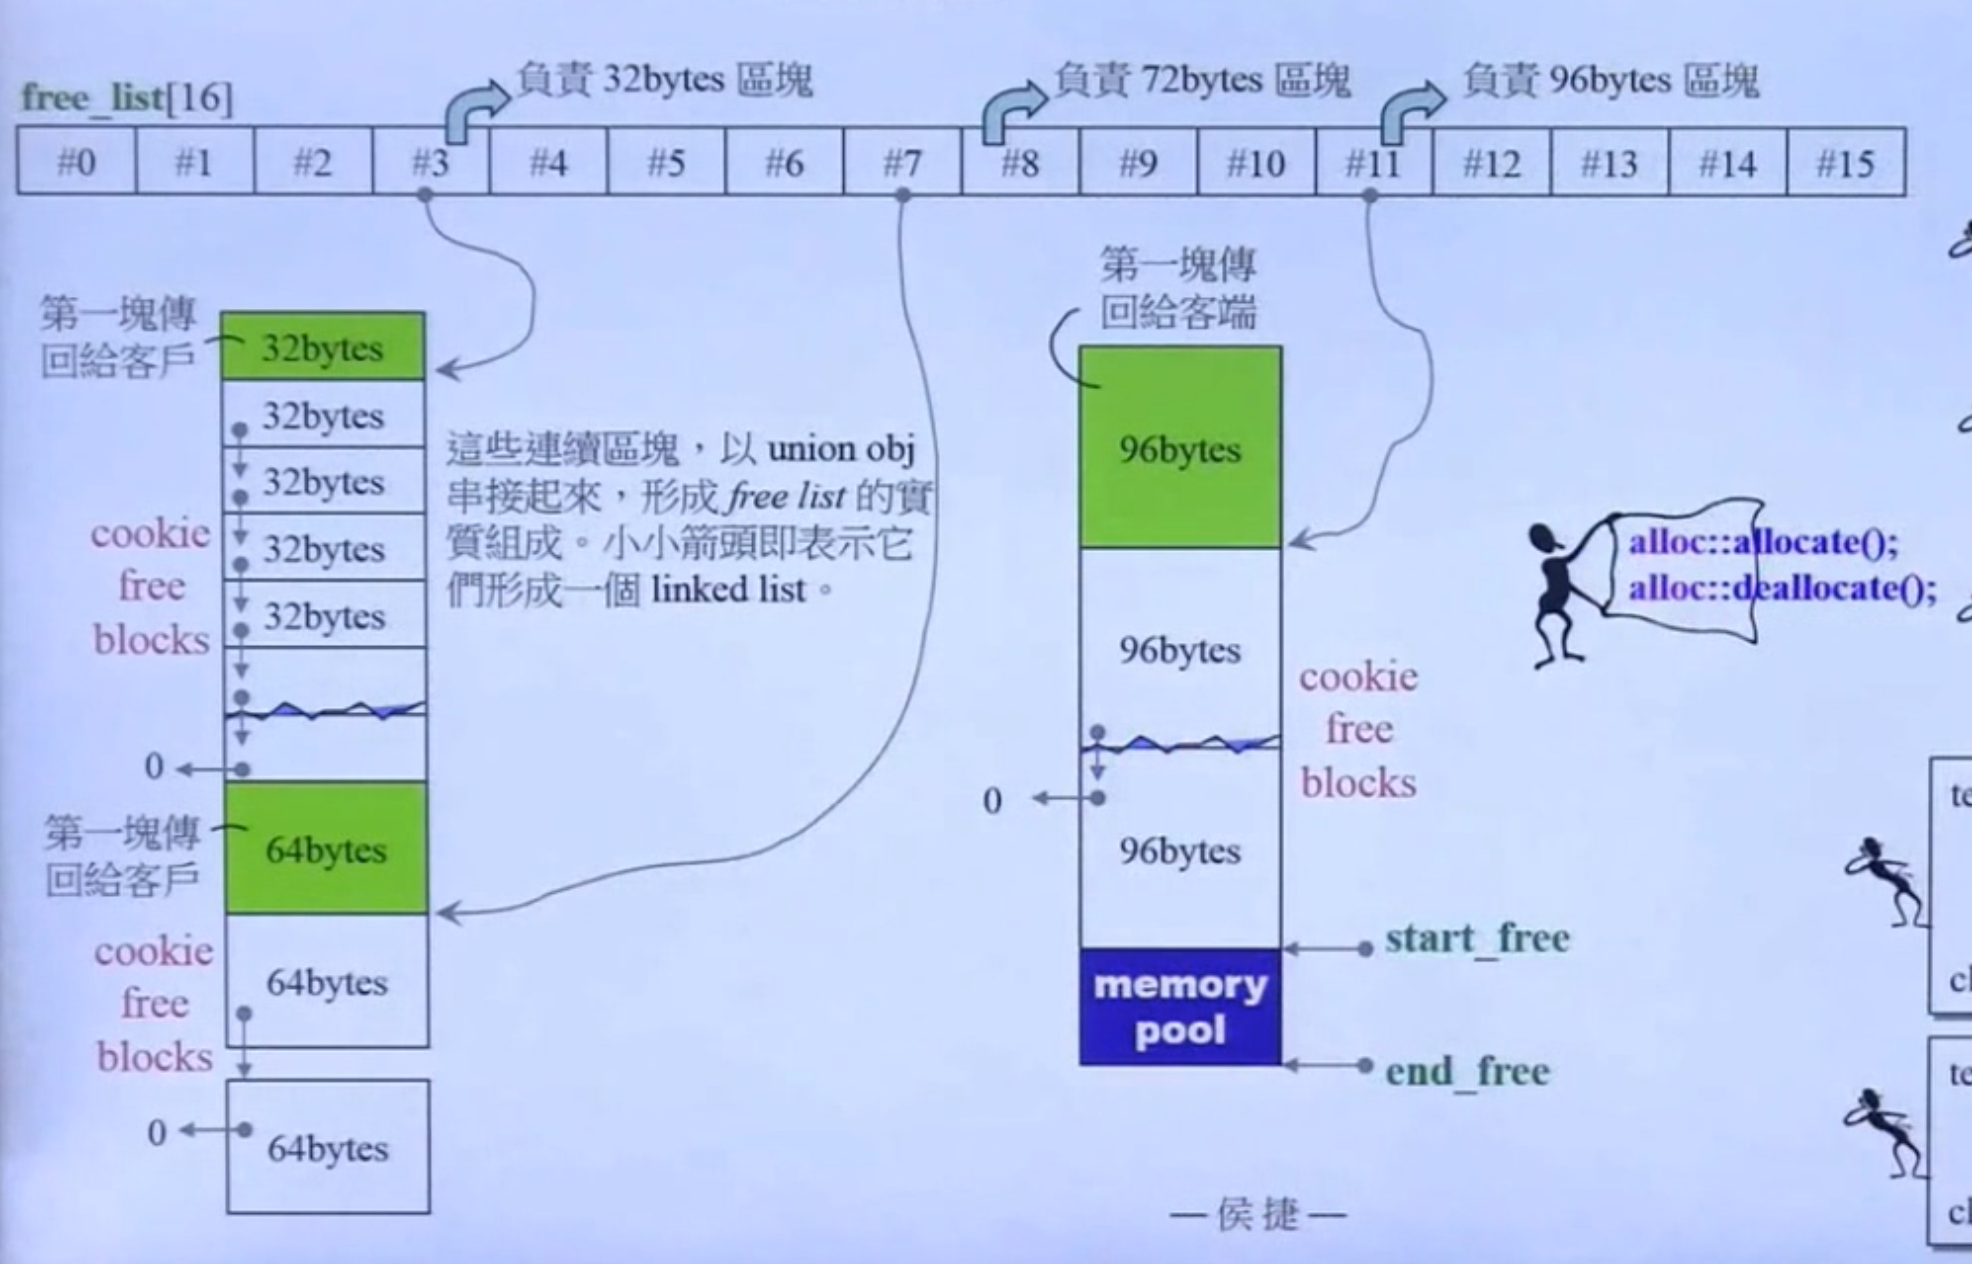 free_list[16]
負責 32bytes 區塊
負責 72bytes 區塊
負責 96bytes 區塊
#0 #1 #2 #3 #4 #5 #6 #7 #8 #9 #10 #11 #12 #13 #14 #15
第一塊傳
回給客戶
32bytes
32bytes
32bytes
32bytes
32bytes
cookie
free
blocks
0
這些連續區塊，以 union obj
串接起來，形成 free list 的實
質組成。小小箭頭即表示它
們形成一個 linked list。
第一塊傳
回給客戶
64bytes
cookie
free
blocks
64bytes
0
64bytes
第一塊傳
回給客端
96bytes
96bytes
cookie
free
blocks
0
96bytes
start_free
memory
pool
end_free
alloc::allocate();
alloc::deallocate();
te
cl
te
cl
— 侯 捷 —